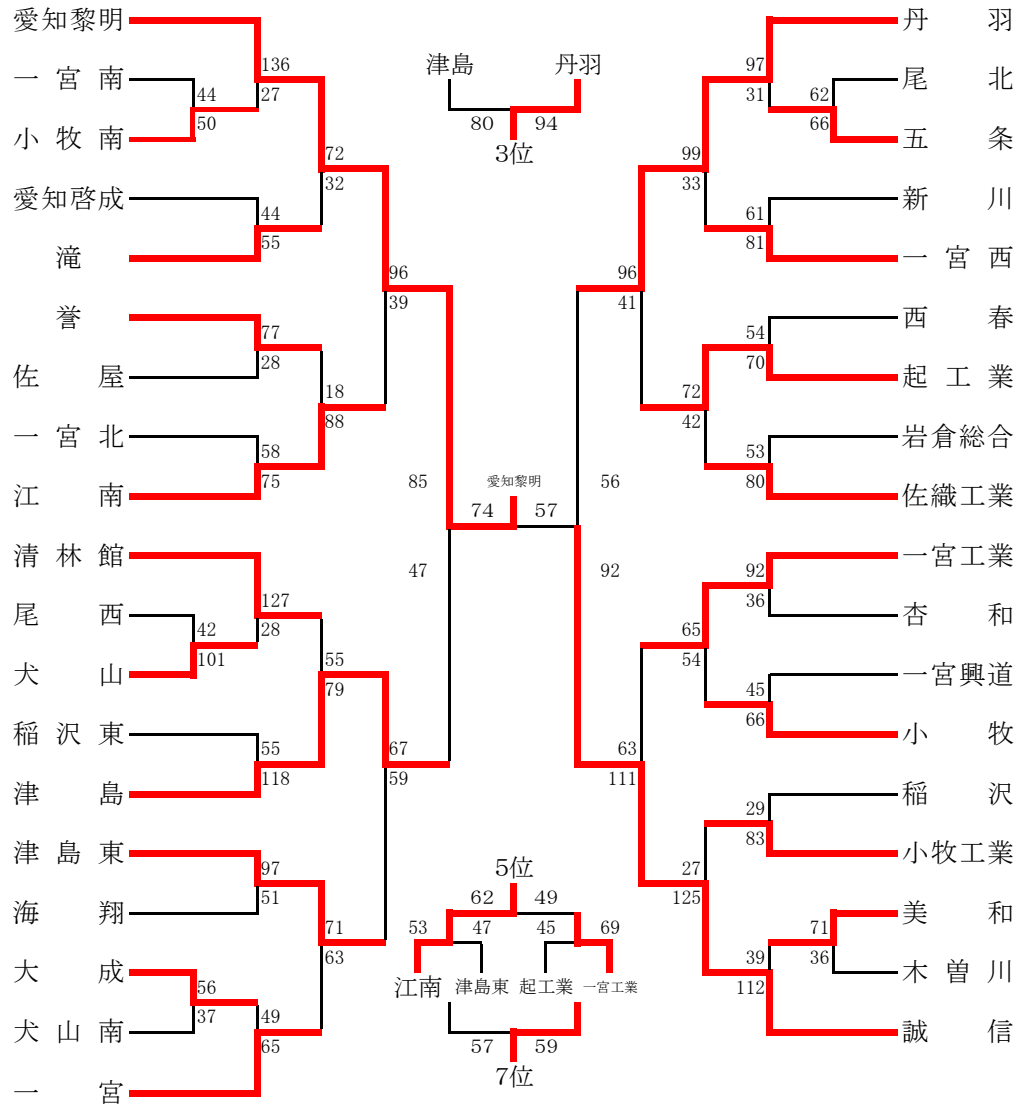 愛知黎明
一宮南
小牧南
愛知啓成
滝
誉
佐屋
一宮北
江南
清林館
尾西
犬山
稲沢東
津島
津島東
海翔
大成
犬山南
一宮
44
50
136
27
44
55
77
28
58
75
42
101
127
28
55
118
97
51
56
37
49
65
72
32
18
88
55
79
71
63
96
39
67
59
85
47
津島
丹羽
80
94
3位
愛知黎明
74
57
5位
62
49
53
47
45
69
江南
津島東
起工業
一宮工業
57
59
7位
56
92
96
41
63
111
99
33
72
42
65
54
27
125
97
31
62
66
61
81
54
70
53
80
92
36
45
66
29
83
71
36
39
112
丹羽
尾北
五条
新川
一宮西
西春
起工業
岩倉総合
佐織工業
一宮工業
杏和
一宮興道
小牧
稲沢
小牧工業
美和
木曽川
誠信